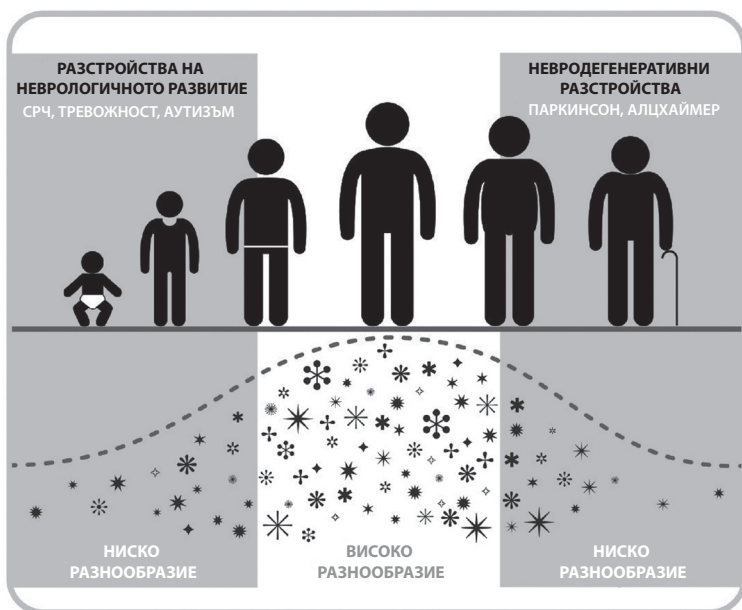 РАЗСТРОЙСТВА НА
НЕВРОЛОГИЧНОТО РАЗВИТИЕ
СРЧ, ТРЕВОЖНОСТ, АУТИЗЪМ
НЕВРОДЕГЕНЕРАТИВНИ
РАЗСТРОЙСТВА
ПАРКИНСОН, АЛЦХАЙМЕР
НИСКО
РАЗНООБРАЗИЕ
ВИСОКО
РАЗНООБРАЗИЕ
НИСКО
РАЗНООБРАЗИЕ